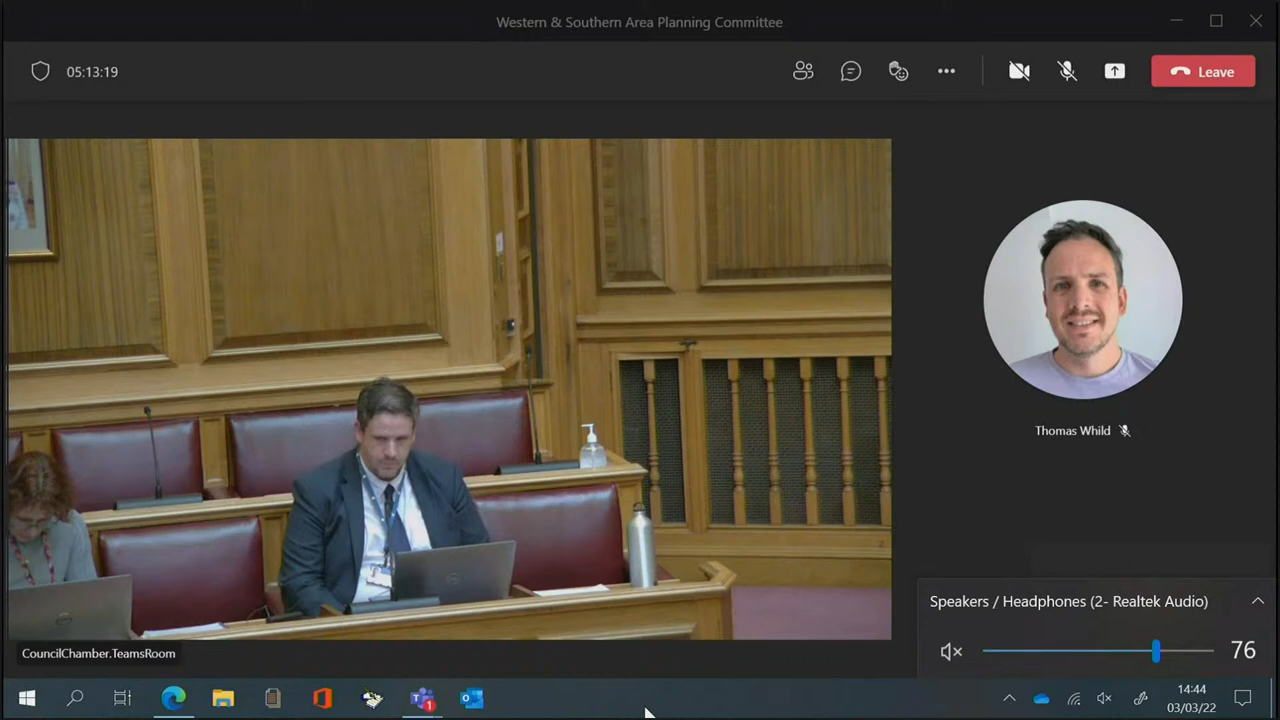 Western & Southern Area Planning Committee
05:13:19
Leave
Thomas Whild
CouncilChamber.TeamsRoom
Speakers / Headphones (2- Realtek Audio)
76
1
14:44
03/03/22